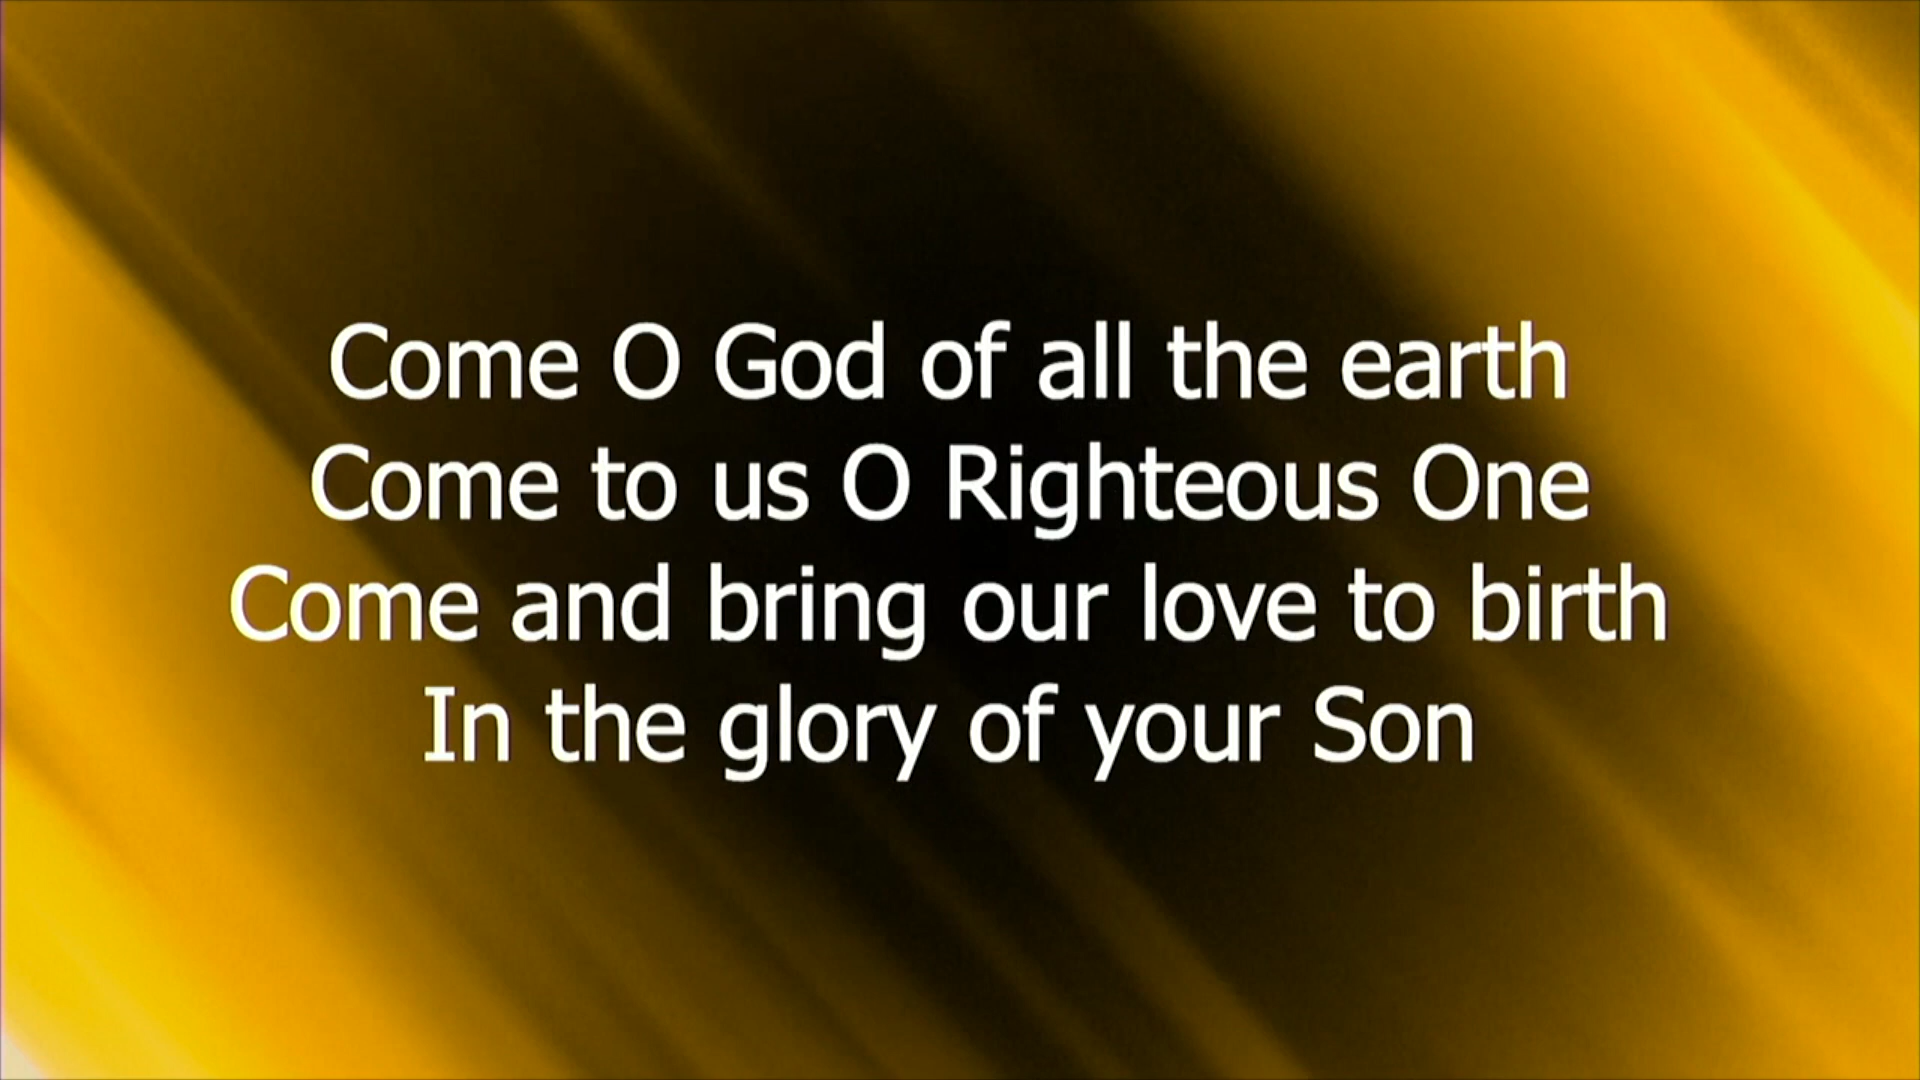 Come O God of all the earth
Come to us O Righteous One
Come and bring our love to birth
In the glory of your Son